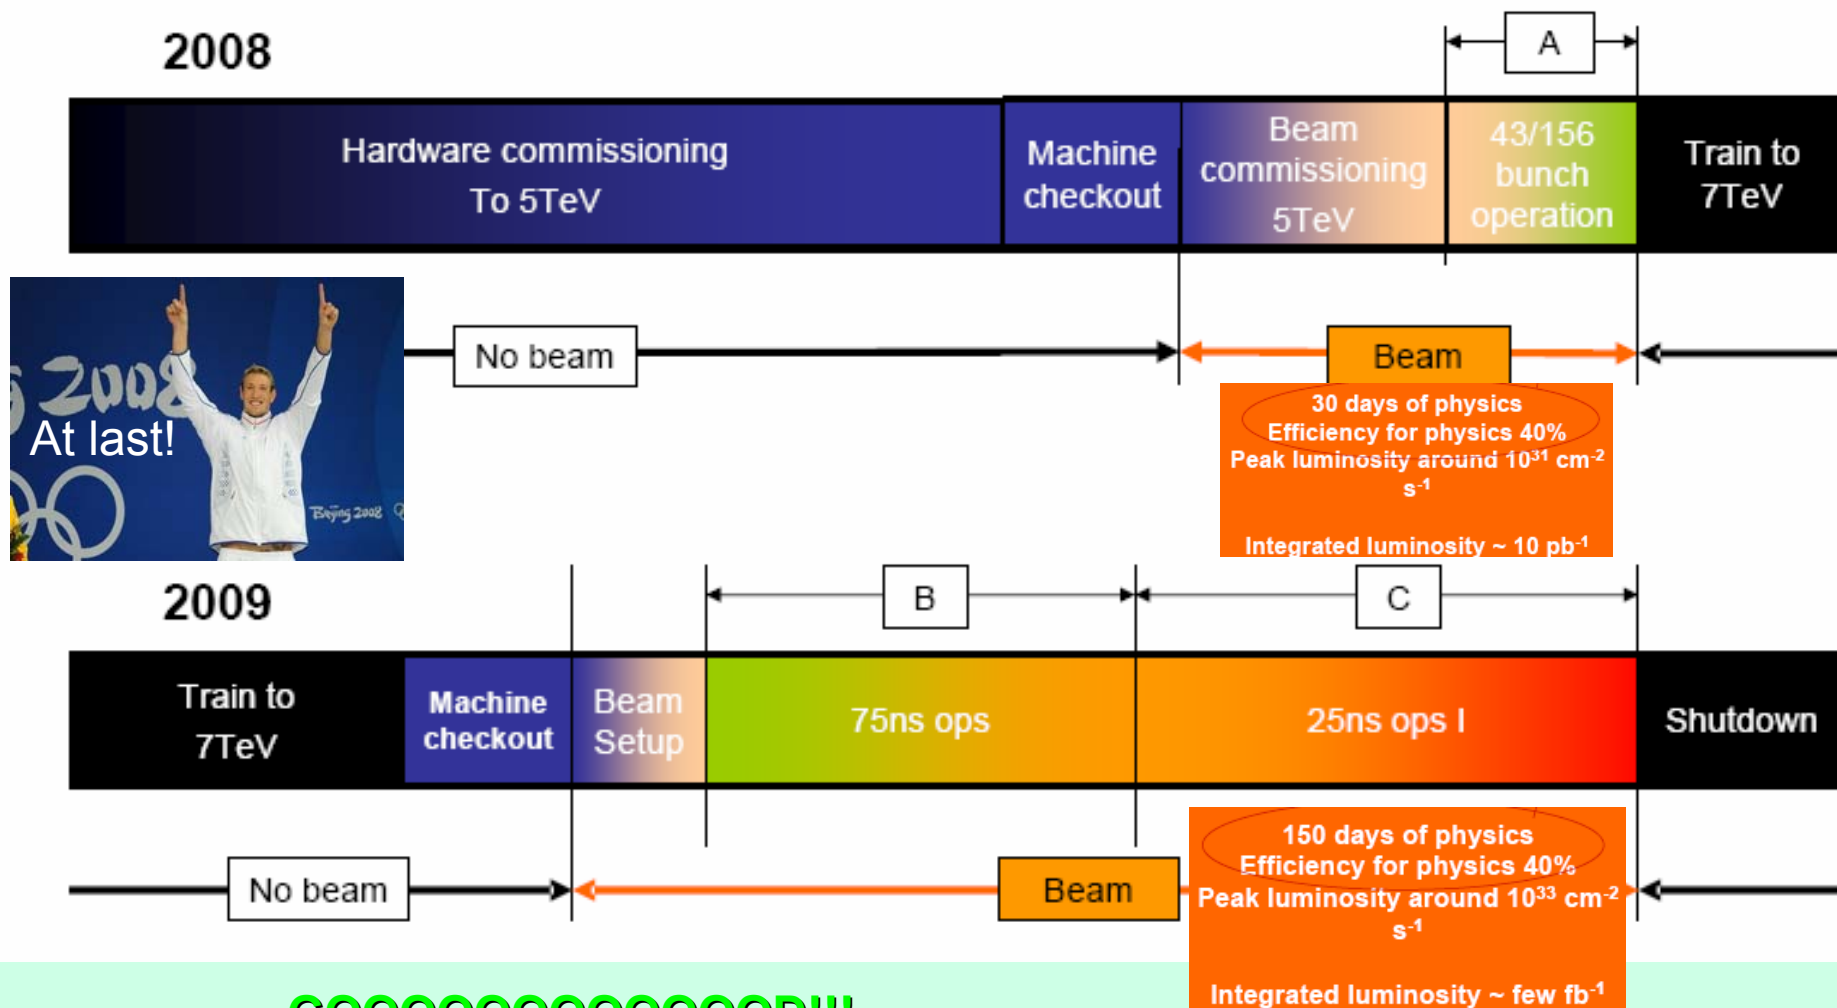 2008
A
Hardware commissioning
To 5TeV
Machine
checkout
Beam
commissioning
5TeV
43/156
bunch
operation
Train to
7TeV
2008
At last!
Beijing 2008
No beam
Beam
30 days of physics
Efficiency for physics 40%
Peak luminosity around 10³¹ cm⁻²
s⁻¹
Integrated luminosity ~ 10 pb⁻¹
2009
B
C
Train to
7TeV
Machine
checkout
Beam
Setup
75ns ops
25ns ops I
Shutdown
No beam
Beam
150 days of physics
Efficiency for physics 40%
Peak luminosity around 10³³ cm⁻²
s⁻¹
Integrated luminosity ~ few fb⁻¹